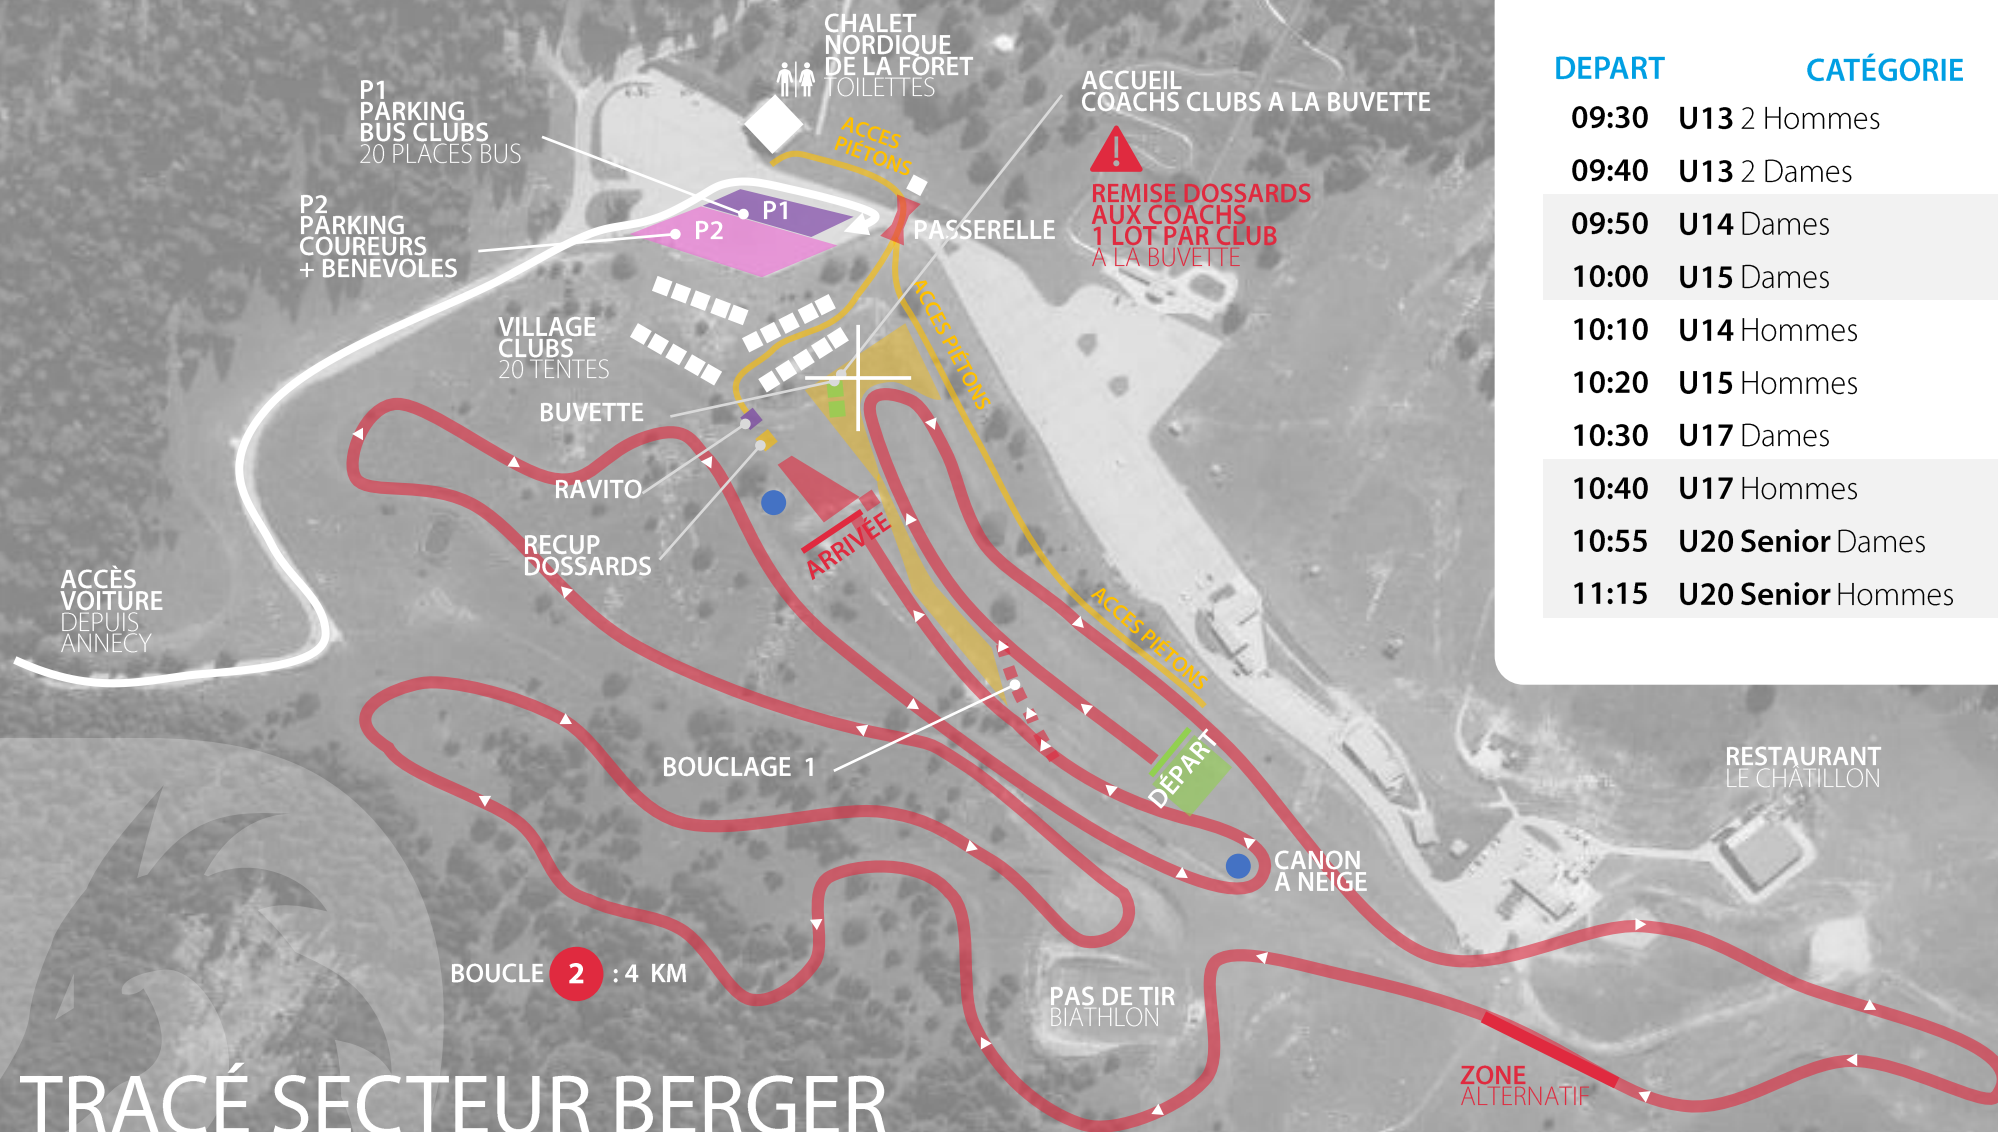 CHALET
NORDIQUE
DE LA FORET
TOILETTES
P1
PARKING
BUS CLUBS
20 PLACES BUS
ACCUEIL
COACHS CLUBS A LA BUVETTE
REMISE DOSSARDS
AUX COACHS
1 LOT PAR CLUB
A LA BUVETTE
ACCES
PIÉTONS
P2
PARKING
COUREURS
+ BENEVOLES
P1
P2
PASSERELLE
ACCES PIÉTONS
VILLAGE
CLUBS
20 TENTES
BUVETTE
RAVITO
RECUP
DOSSARDS
ARRIVÉE
ACCÈS
VOITURE
DEPUIS
ANNECY
ACCES PIÉTONS
BOUCLAGE 1
DÉPART
CANON
A NEIGE
RESTAURANT
LE CHÂTILLON
BOUCLE 2 : 4 KM
PAS DE TIR
BIATHLON
ZONE
ALTERNATIF
TRACÉ SECTEUR BERGER
DEPART CATÉGORIE
09:30 U13 2 Hommes
09:40 U13 2 Dames
09:50 U14 Dames
10:00 U15 Dames
10:10 U14 Hommes
10:20 U15 Hommes
10:30 U17 Dames
10:40 U17 Hommes
10:55 U20 Senior Dames
11:15 U20 Senior Hommes